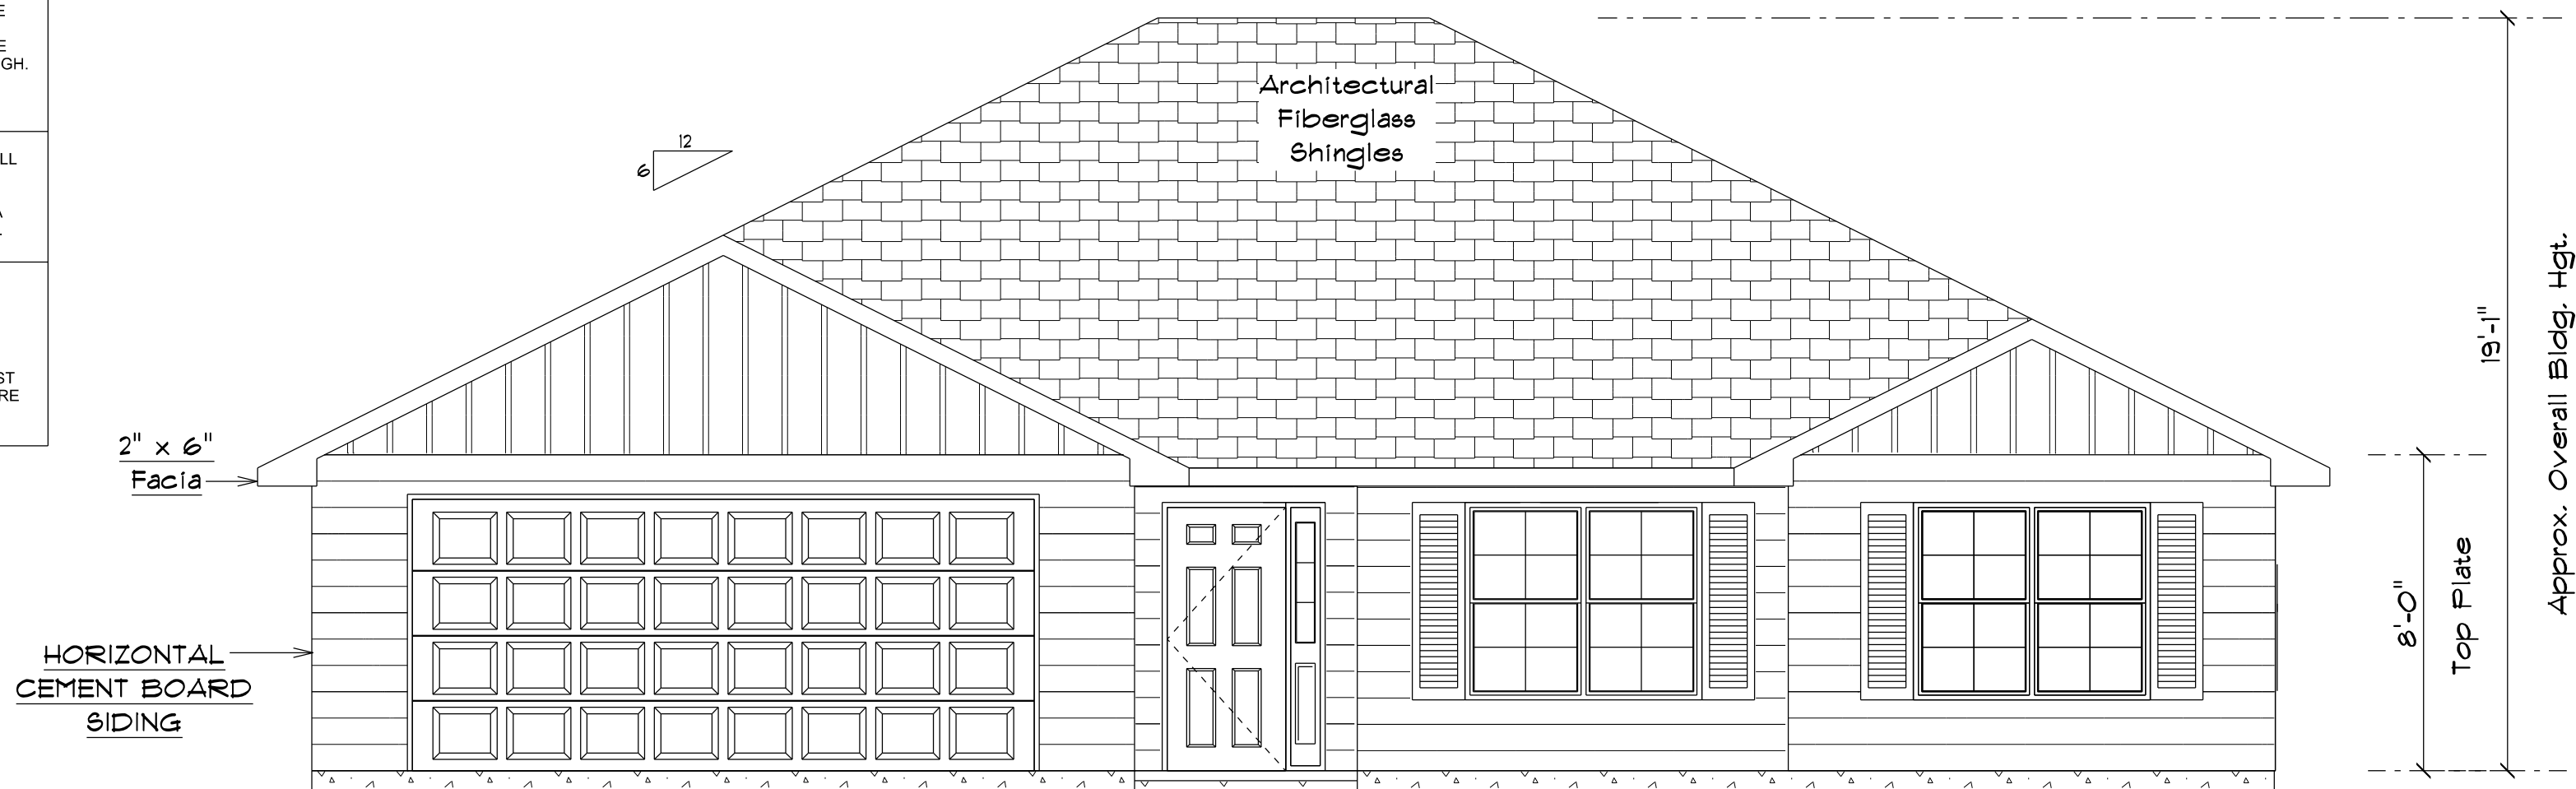 E
E
GH.
LL
A
ST
RE
Architectural
Fiberglass
Shingles
12
6
2" x 6"
Facia
HORIZONTAL
CEMENT BOARD
SIDING
8'-0"
Top Plate
19'-1"
Approx. Overall Bldg. Hgt.